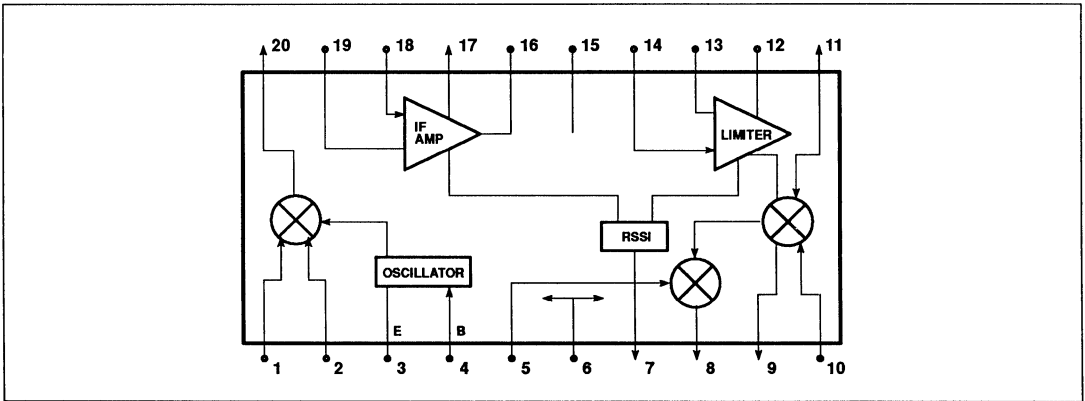 20 19 18 17 16 15 14 13 12 11
IF
AMP
LIMITER
RSSI
OSCILLATOR
E B
1 2 3 4 5 6 7 8 9 10